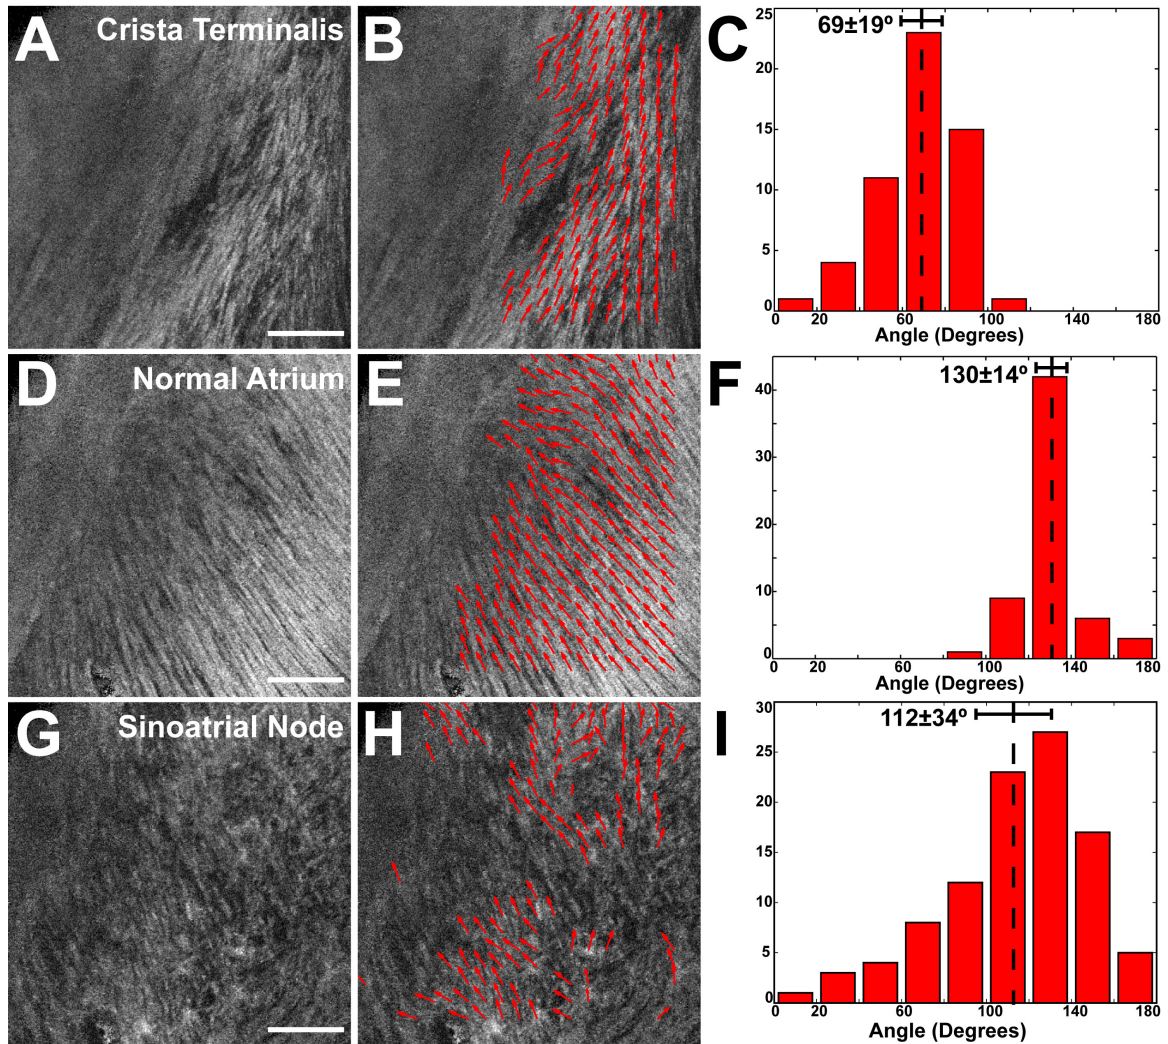 A Crista Terminalis
B
C
69±19º
25
20
15
10
5
0
0 20 60 100 140 180
Angle (Degrees)
D Normal Atrium
E
F
130±14º
40
30
20
10
0
0 20 60 100 140 180
Angle (Degrees)
G Sinoatrial Node
H
I
112±34º
30
25
20
15
10
5
0
0 20 60 100 140 180
Angle (Degrees)